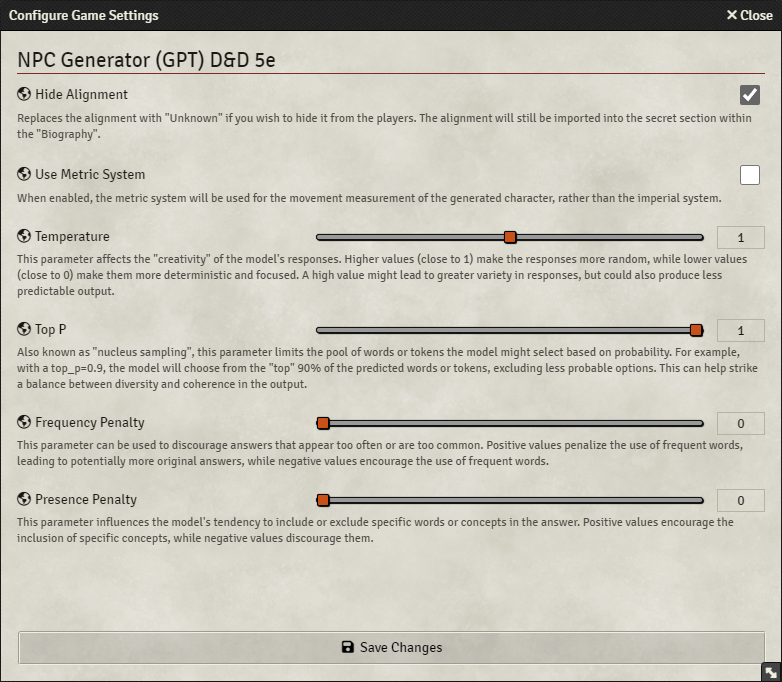 Configure Game Settings
Close
NPC Generator (GPT) D&D 5e
Hide Alignment
Replaces the alignment with "Unknown" if you wish to hide it from the players. The alignment will still be imported into the secret section within
the "Biography".
Use Metric System
When enabled, the metric system will be used for the movement measurement of the generated character, rather than the imperial system.
Temperature
1
This parameter affects the "creativity" of the model's responses. Higher values (close to 1) make the responses more random, while lower values
(close to 0) make them more deterministic and focused. A high value might lead to greater variety in responses, but could also produce less
predictable output.
Top P
1
Also known as "nucleus sampling", this parameter limits the pool of words or tokens the model might select based on probability. For example,
with a top_p=0.9, the model will choose from the "top" 90% of the predicted words or tokens, excluding less probable options. This can help strike
a balance between diversity and coherence in the output.
Frequency Penalty
0
This parameter can be used to discourage answers that appear too often or are too common. Positive values penalize the use of frequent words,
leading to potentially more original answers, while negative values encourage the use of frequent words.
Presence Penalty
0
This parameter influences the model's tendency to include or exclude specific words or concepts in the answer. Positive values encourage the
inclusion of specific concepts, while negative values discourage them.
Save Changes